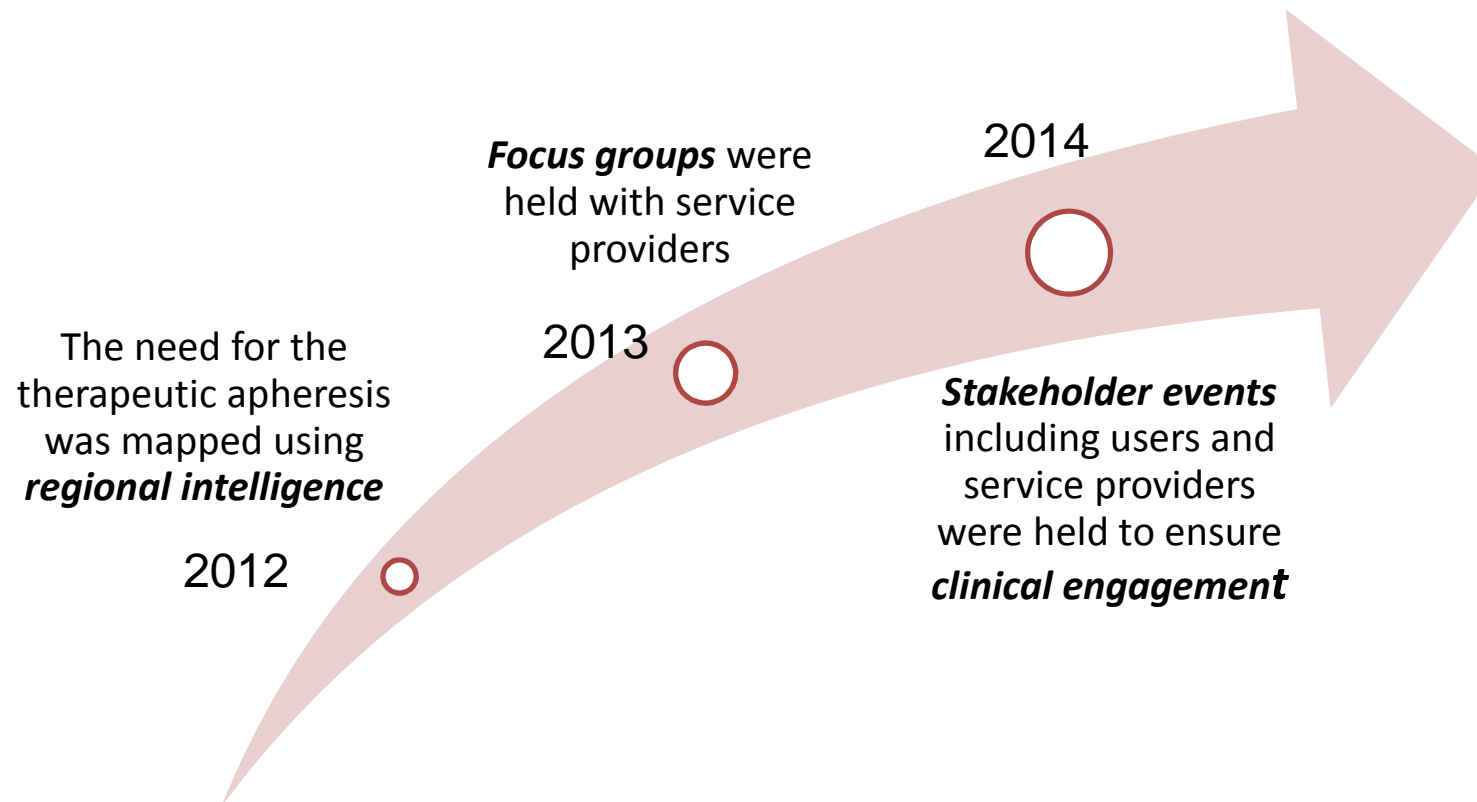 The need for the
therapeutic apheresis
was mapped using
regional intelligence
2012
Focus groups were
held with service
providers
2013
2014
Stakeholder events
including users and
service providers
were held to ensure
clinical engagement